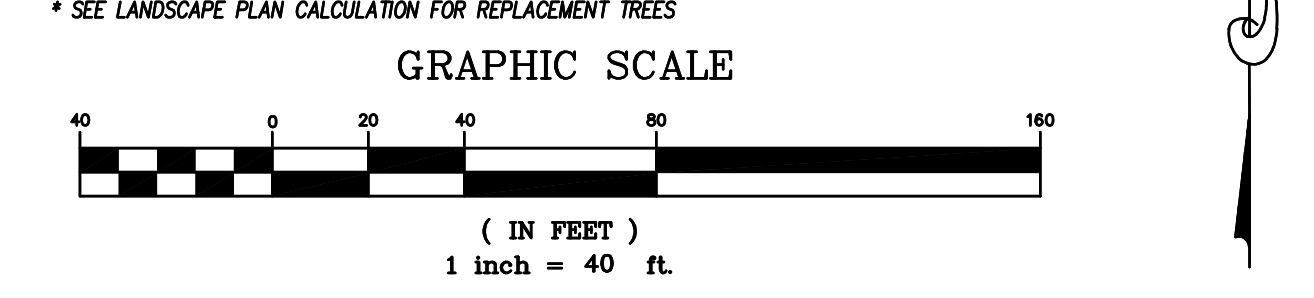 * SEE LANDSCAPE PLAN CALCULATION FOR REPLACEMENT TREES
GRAPHIC SCALE
40 0 20 40 80 160
( IN FEET )
1 inch = 40 ft.